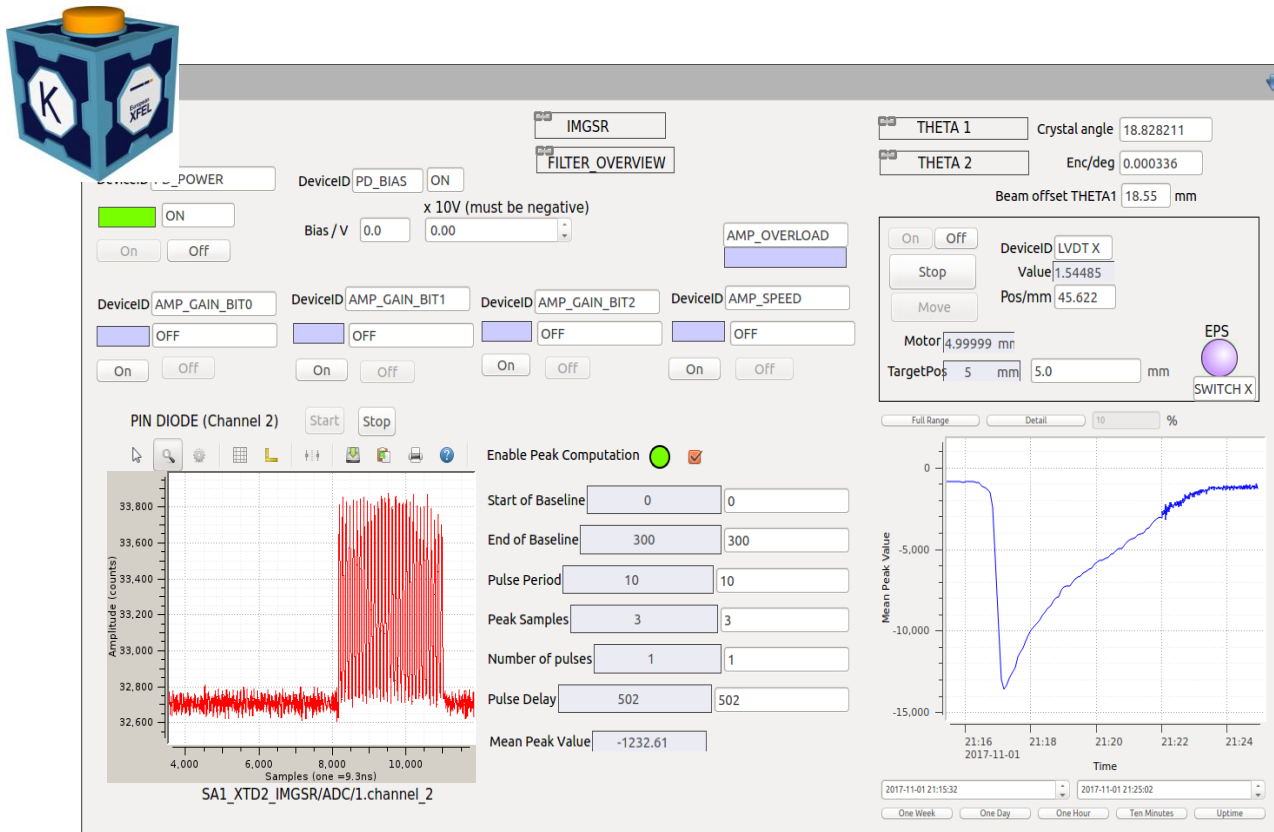 K
European
XFEL
IMGSR
FILTER_OVERVIEW
THETA 1
Crystal angle 18.828211
THETA 2
Enc/deg 0.000336
Beam offset THETA1 18.55 mm
DeviceID PD_POWER
DeviceID PD_BIAS ON
ON
x 10V (must be negative)
Bias / V 0.0 0.00
On Off
AMP_OVERLOAD
On Off
DeviceID LVDT X
Stop
Value 1.54485
Pos/mm 45.622
Move
Motor 4.99999 mm
EPS
TargetPos 5 mm 5.0 mm
SWITCH X
DeviceID AMP_GAIN_BIT0
DeviceID AMP_GAIN_BIT1
DeviceID AMP_GAIN_BIT2
DeviceID AMP_SPEED
OFF
OFF
OFF
OFF
On Off
On Off
On Off
On Off
PIN DIODE (Channel 2) Start Stop
Full Range Detail 10 %
Enable Peak Computation
Start of Baseline 0 0
End of Baseline 300 300
Pulse Period 10 10
Peak Samples 3 3
Number of pulses 1 1
Pulse Delay 502 502
Mean Peak Value -1232.61
Amplitude (counts)
33,800
33,600
33,400
33,200
33,000
32,800
32,600
4,000 6,000 8,000 10,000
Samples (one =9.3ns)
SA1_XTD2_IMGSR/ADC/1.channel_2
Mean Peak Value
0
-5,000
-10,000
-15,000
21:16 21:18 21:20 21:22 21:24
2017-11-01
Time
2017-11-01 21:15:32 2017-11-01 21:25:02
One Week One Day One Hour Ten Minutes Uptime